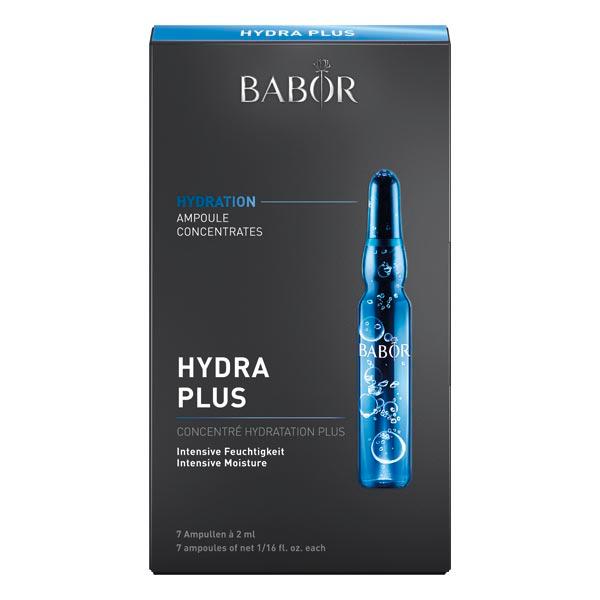 HYDRA PLUS
BABOR
HYDRATION
AMPOULE
CONCENTRATES
BABOR
HYDRA
PLUS
CONCENTRÉ HYDRATATION PLUS
Intensive Feuchtigkeit
Intensive Moisture
7 Ampullen à 2 ml
7 ampoules of net 1/16 fl. oz. each